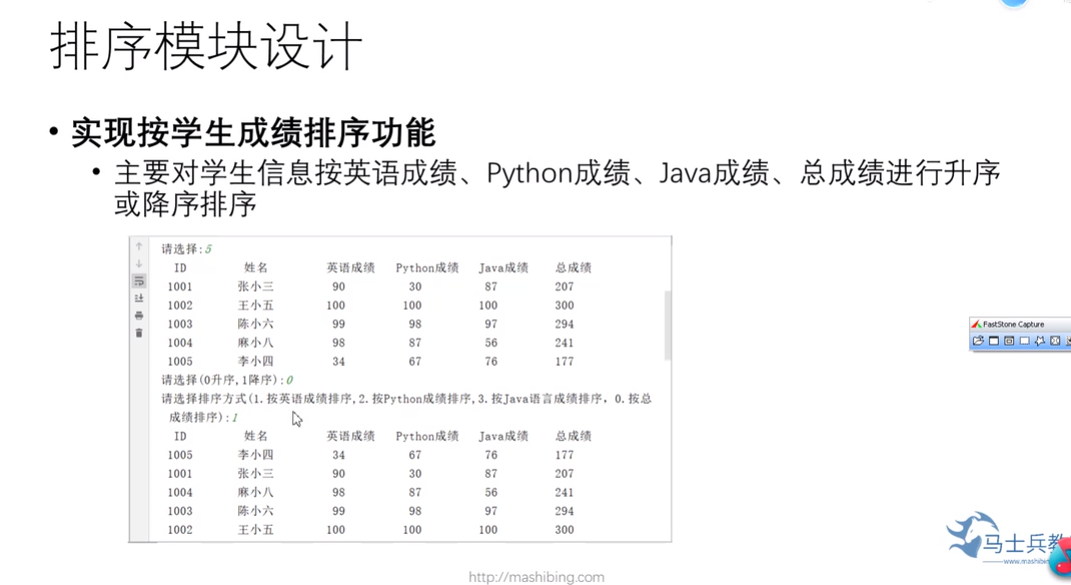 排序模块设计
• 实现按学生成绩排序功能
• 主要对学生信息按英语成绩、Python成绩、Java成绩、总成绩进行升序
或降序排序
请选择:5
ID 姓名 英语成绩 Python成绩 Java成绩 总成绩
1001 张小三 90 30 87 207
1002 王小五 100 100 100 300
1003 陈小六 99 98 97 294
1004 麻小八 98 87 56 241
1005 李小四 34 67 76 177
请选择(0升序,1降序):0
请选择排序方式(1.按英语成绩排序,2.按Python成绩排序,3.按Java语言成绩排序，0.按总
成绩排序):1
ID 姓名 英语成绩 Python成绩 Java成绩 总成绩
1005 李小四 34 67 76 177
1001 张小三 90 30 87 207
1004 麻小八 98 87 56 241
1003 陈小六 99 98 97 294
1002 王小五 100 100 100 300
FastStone Capture
马士兵教
http://mashibing.com